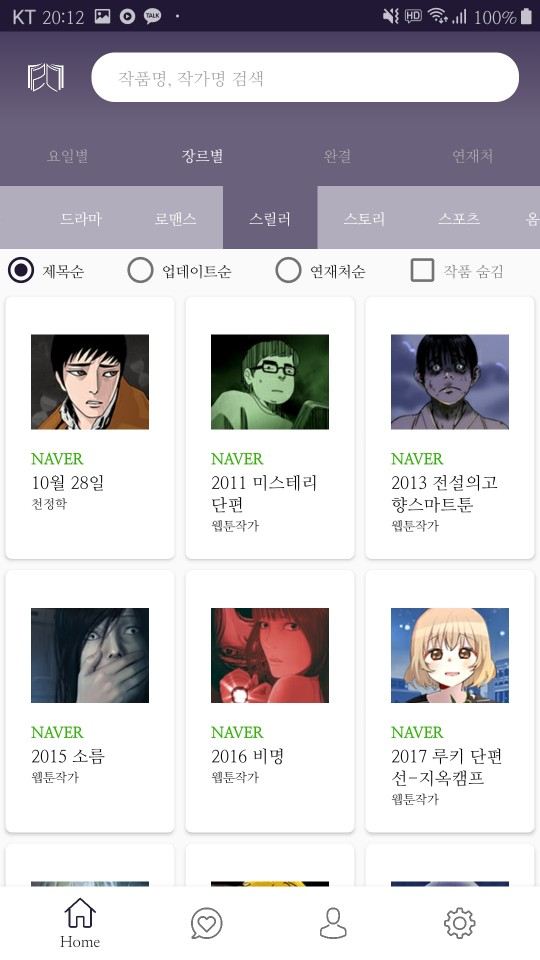 KT 20:12 TALK HD 100%
작품명, 작가명 검색
요일별 장르별 완결 연재처
드라마 로맨스 스릴러 스토리 스포츠 옴
제목순 업데이트순 연재처순 작품 숨김
NAVER
10월 28일
천정학
NAVER
2011 미스테리
단편
웹툰작가
NAVER
2013 전설의고
향스마트툰
웹툰작가
NAVER
2015 소름
웹툰작가
NAVER
2016 비명
웹툰작가
NAVER
2017 루키 단편
선-지옥캠프
웹툰작가
Home